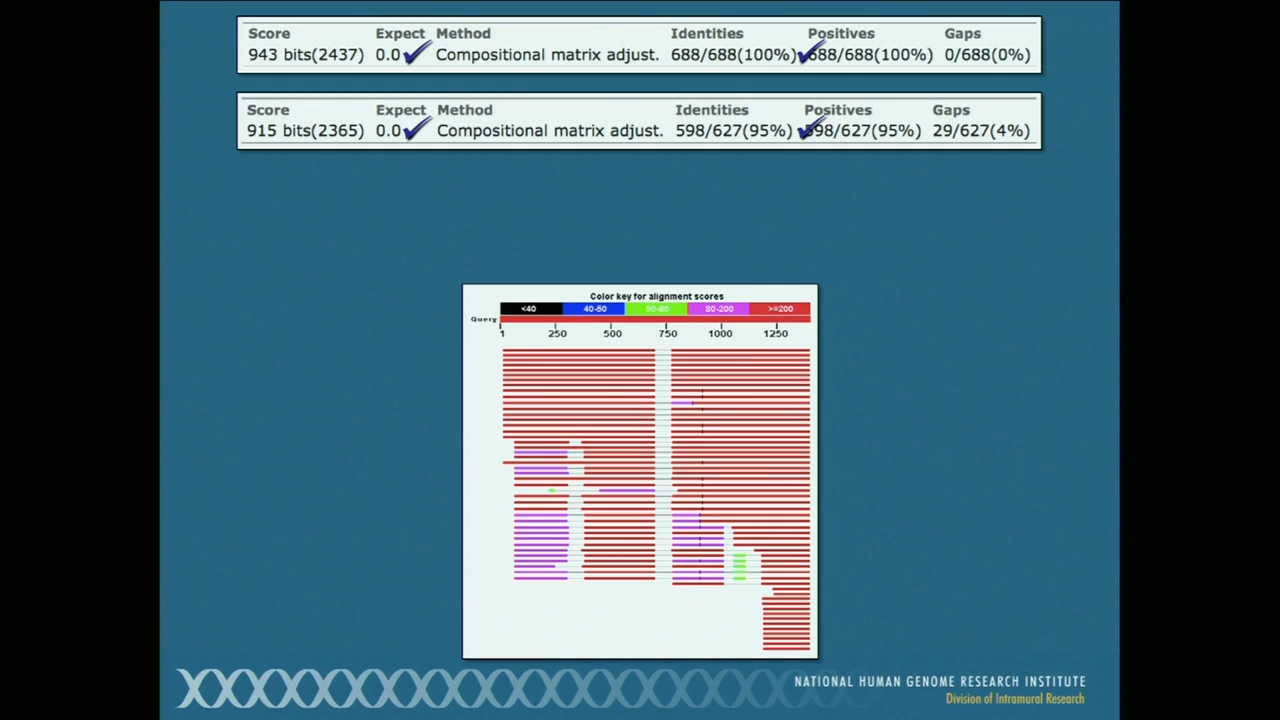 Score Expect Method Identities Positives Gaps
943 bits(2437) 0.0 Compositional matrix adjust. 688/688(100%) 688/688(100%) 0/688(0%)
Score Expect Method Identities Positives Gaps
915 bits(2365) 0.0 Compositional matrix adjust. 598/627(95%) 598/627(95%) 29/627(4%)
Color key for alignment scores
<40 40-50 50-80 80-200 >=200
Query
1 250 500 750 1000 1250
NATIONAL HUMAN GENOME RESEARCH INSTITUTE
Division of Intramural Research